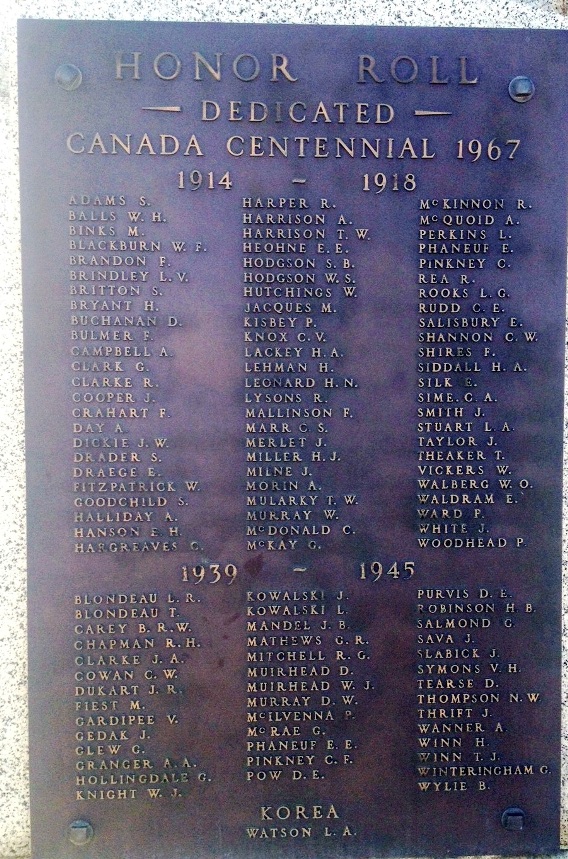 HONOR ROLL
DEDICATED
CANADA CENTENNIAL 1967
1914 - 1918
ADAMS S.
BALLS W. H.
BINKS M.
BLACKBURN W. F.
BRANDON F.
BRINDLEY L. V.
BRITTON S.
BRYANT H.
BUCHANAN D.
BULMER F.
CAMPBELL A.
CLARK G.
CLARKE R.
COOPER J.
CRAHART F.
DAY A.
DICKIE J. W.
DRADER S.
DRAEGE E.
FITZPATRICK W.
GOODCHILD S.
HALLIDAY A.
HANSON E. H.
HARGREAVES C.
HARPER R.
HARRISON A.
HARRISON T. W.
HEOHNE E. E.
HODGSON S. B.
HODGSON W. S.
HUTCHINGS W.
JACQUES M.
KISBEY P.
KNOX C. V.
LACKEY H. A.
LEHMAN H.
LEONARD H. N.
LYSONS R.
MALLINSON F.
MARR C. S.
MERLET J.
MILLER H. J.
MILNE J.
MORIN A.
MULARKY T. W.
MURRAY W.
McDONALD C.
McKAY G.
McKINNON R.
McQUOID A.
PERKINS L.
PHANEUF E.
PINKNEY C.
REA R.
ROOKS L. G.
RUDD C. E.
SALISBURY E.
SHANNON C. W.
SHIRES F.
SIDDALL H. A.
SILK E.
SIME. C. A.
SMITH J.
STUART L. A.
TAYLOR J.
THEAKER T.
VICKERS W.
WALBERG W. O.
WALDRAM E.
WARD P.
WHITE J.
WOODHEAD P.
1939 - 1945
BLONDEAU L. R.
BLONDEAU T.
CAREY B. R. W.
CHAPMAN R. H.
CLARKE J. A.
COWAN C. W.
DUKART J. R.
FIEST M.
GARDIPEE V.
GEDAK J.
GLEW G.
GRANGER A. A.
HOLLINGDALE G.
KNIGHT W. J.
KOWALSKI J.
KOWALSKI L.
MANDEL J. B.
MATHEWS G. R.
MITCHELL R. G.
MUIRHEAD D.
MUIRHEAD W. J.
MURRAY D. W.
McILVENNA
McRAE G.
PHANEUF E. E.
PINKNEY C. F.
POW D. E.
PURVIS D. E.
ROBINSON H. B.
SALMOND G.
SAVA J.
SLABICK J.
SYMONS V. H.
TEARSE D.
THOMPSON N. W.
THRIFT J.
WANNER A.
WINN H.
WINN T. J.
WINTERINGHAM G.
WYLIE B.
KOREA
WATSON L. A.